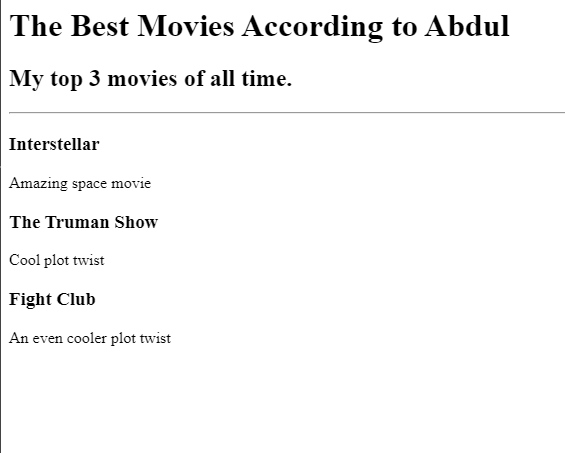 The Best Movies According to Abdul
My top 3 movies of all time.
Interstellar
Amazing space movie
The Truman Show
Cool plot twist
Fight Club
An even cooler plot twist